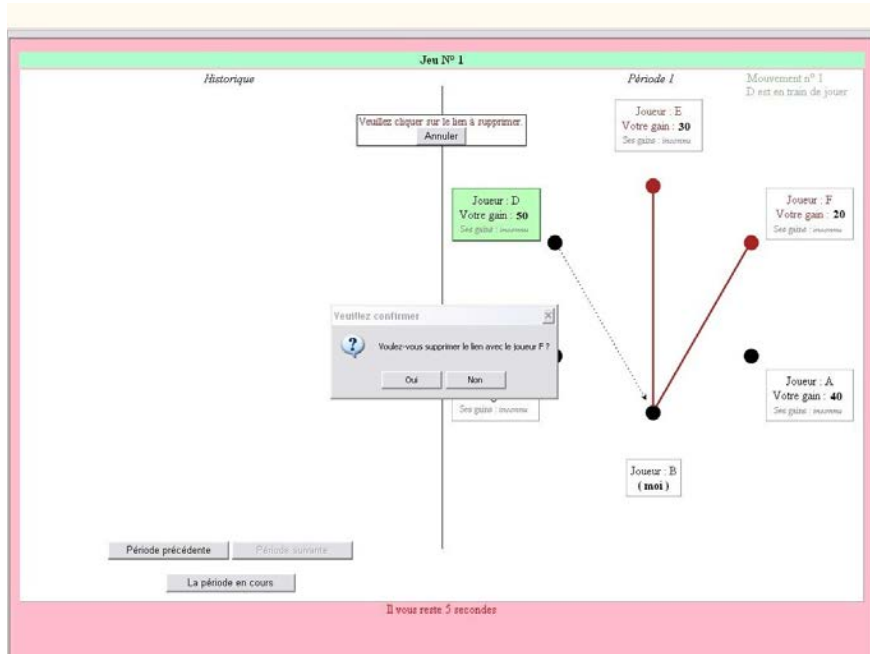 Jeu N° 1
Historique
Période 1
Mouvement n° 1
D est en train de jouer
Veuillez cliquer sur le lien à supprimer
Annuler
Joueur : E
Votre gain : 30
Ses gains : inconnu
Joueur : D
Votre gain : 50
Ses gains : inconnu
Joueur : F
Votre gain : 20
Ses gains : inconnu
Veuillez confirmer
Voulez-vous supprimer le lien avec le joueur F ?
Oui
Non
Ses gains : inconnu
Joueur : A
Votre gain : 40
Ses gains : inconnu
Joueur : B
( moi )
Période précédente
Période suivante
La période en cours
Il vous reste 5 secondes